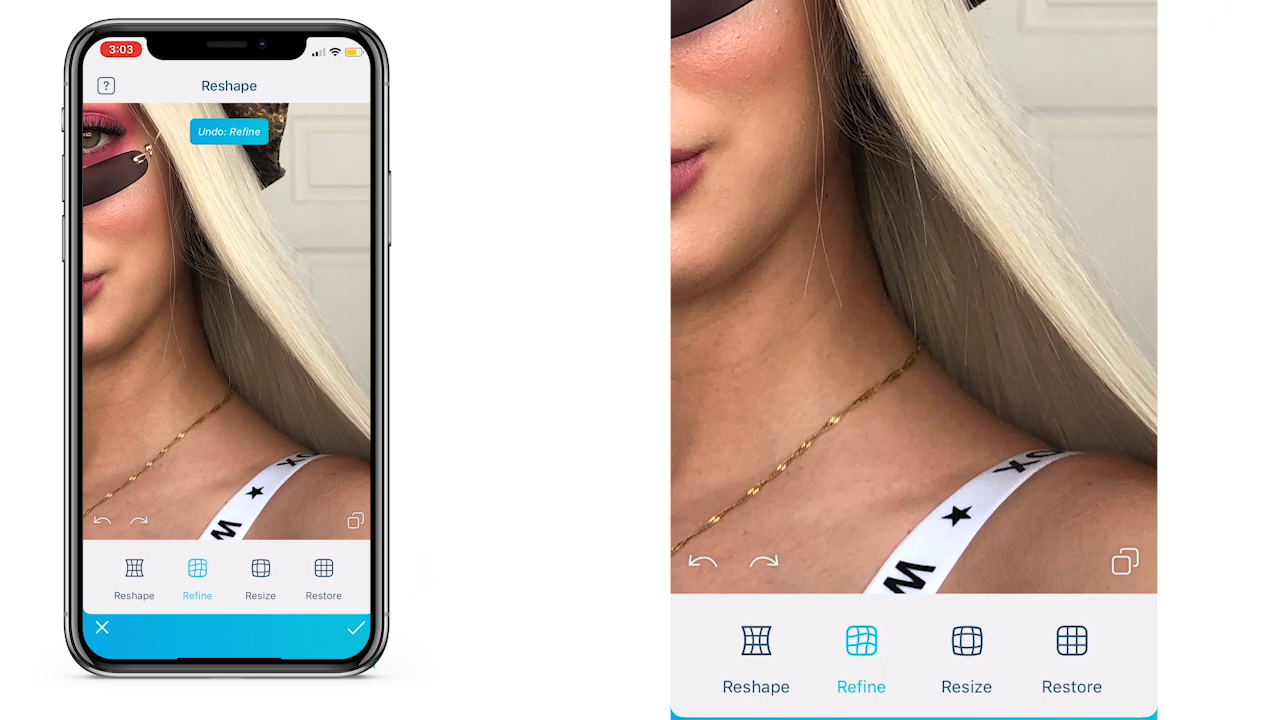 3:03
?
Reshape
Undo: Refine
W
Reshape
Refine
Resize
Restore
W
Reshape
Refine
Resize
Restore